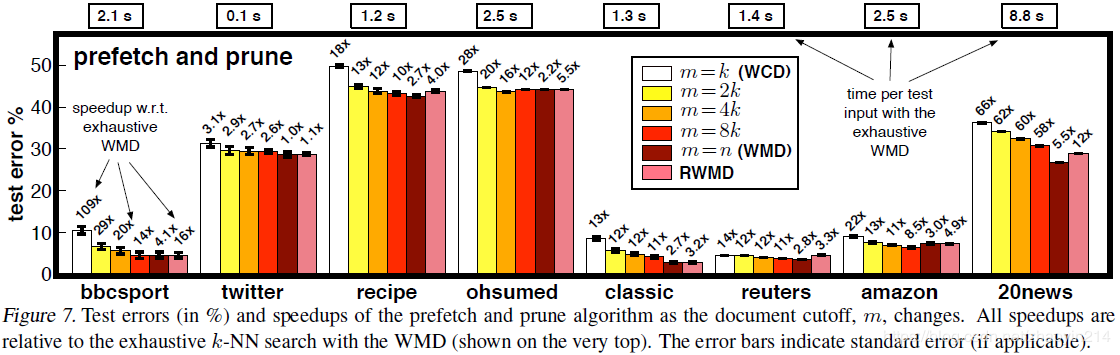 2.1 s 0.1 s 1.2 s 2.5 s 1.3 s 1.4 s 2.5 s 8.8 s
prefetch and prune
test error %
50
40
30
20
10
0
speedup w.r.t.
exhaustive
WMD
109x 29x 20x 14x 4.1x 16x
3.1x 2.9x 2.7x 2.6x 1.0x 1.1x
18x 13x 12x 10x 2.7x 4.0x
28x 20x 16x 12x 2.2x 5.5x
13x 12x 12x 11x 2.7x 3.2x
14x 12x 12x 11x 2.8x 3.3x
22x 13x 11x 8.5x 3.0x 4.9x
66x 62x 60x 58x 5.5x 12x
m = k (WCD)
m = 2k
m = 4k
m = 8k
m = n (WMD)
RWMD
time per test
input with the
exhaustive
WMD
bbcsport twitter recipe ohsumed classic reuters amazon 20news
Figure 7. Test errors (in %) and speedups of the prefetch and prune algorithm as the document cutoff, m, changes. All speedups are
relative to the exhaustive k-NN search with the WMD (shown on the very top). The error bars indicate standard error (if applicable).